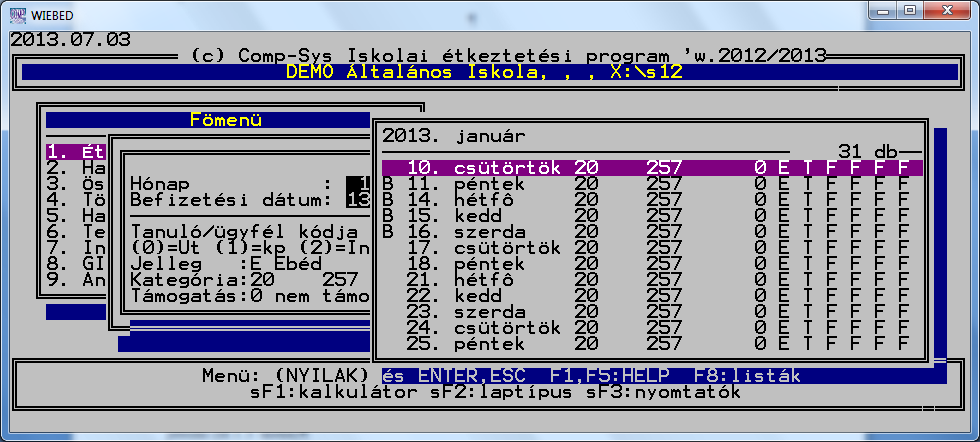 WIEBED
2013.07.03
(c) Comp-Sys Iskolai étkeztetési program 'w.2012/2013
DEMO Általános Iskola, , , X:\s12
Fömenü
1. Ét
2. Ha
3. Ös
4. Tö
5. Ha
6. Te
7. In
8. GI
9. An
Hónap : 1
Befizetési dátum: 13
Tanuló/ügyfél kódja
(0)=Ut (1)=kp (2)=In
Jelleg :E Ebéd
Kategória:20 257
Támogatás:0 nem támo
2013. január
31 db
10. csütörtök 20 257 0 E T F F F F
B 11. péntek 20 257 0 E T F F F F
B 14. hétfô 20 257 0 E T F F F F
B 15. kedd 20 257 0 E T F F F F
B 16. szerda 20 257 0 E T F F F F
17. csütörtök 20 257 0 E T F F F F
18. péntek 20 257 0 E T F F F F
21. hétfô 20 257 0 E T F F F F
22. kedd 20 257 0 E T F F F F
23. szerda 20 257 0 E T F F F F
24. csütörtök 20 257 0 E T F F F F
25. péntek 20 257 0 E T F F F F
Menü: (NYILAK) és ENTER,ESC F1,F5:HELP F8:listák
sF1:kalkulátor sF2:laptípus sF3:nyomtatók